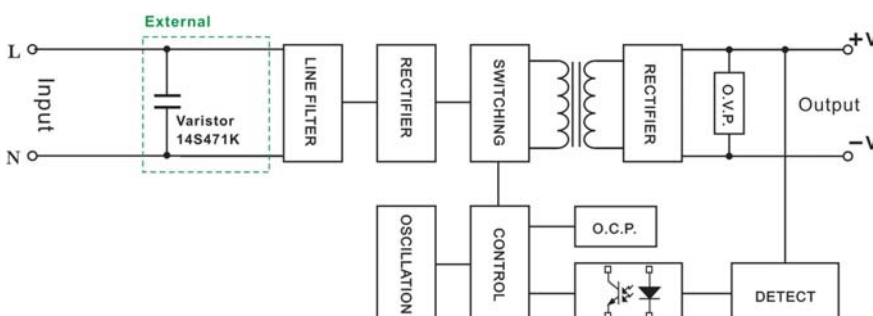 External
L
N
Input
Varistor
14S471K
LINE FILTER
RECTIFIER
SWITCHING
RECTIFIER
O.V.P.
+V
Output
−V
OSCILLATION
CONTROL
O.C.P.
DETECT